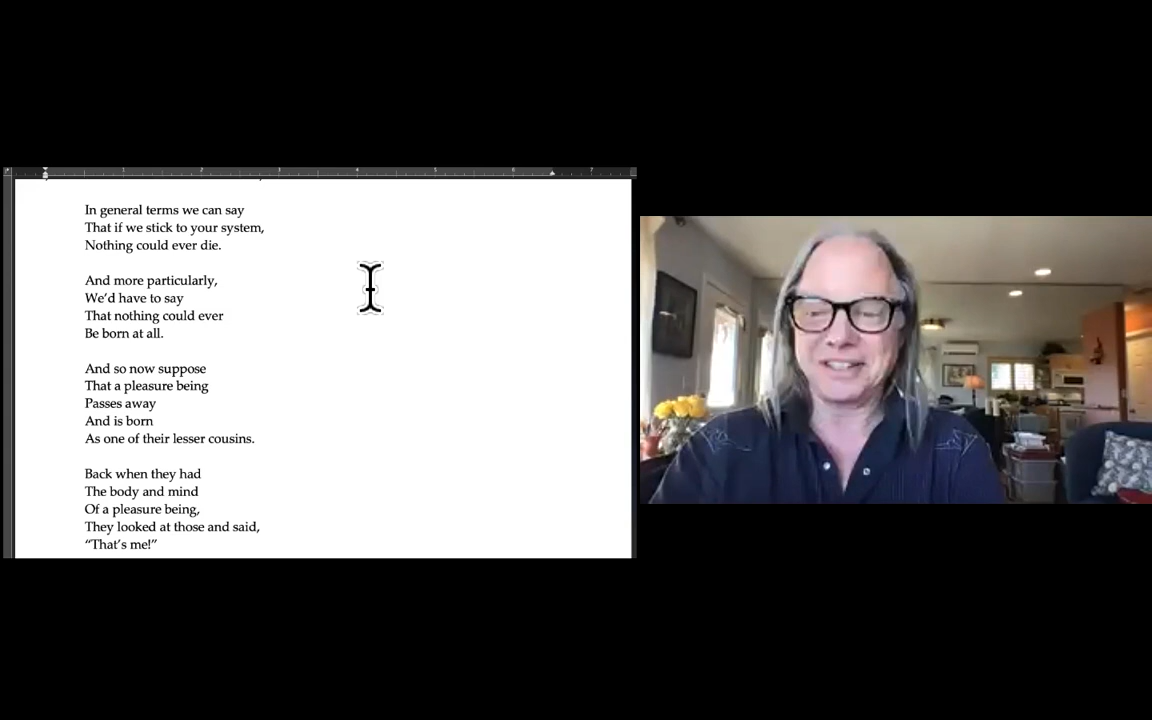 In general terms we can say
That if we stick to your system,
Nothing could ever die.
And more particularly,
We'd have to say
That nothing could ever
Be born at all.
And so now suppose
That a pleasure being
Passes away
And is born
As one of their lesser cousins.
Back when they had
The body and mind
Of a pleasure being,
They looked at those and said,
“That's me!”